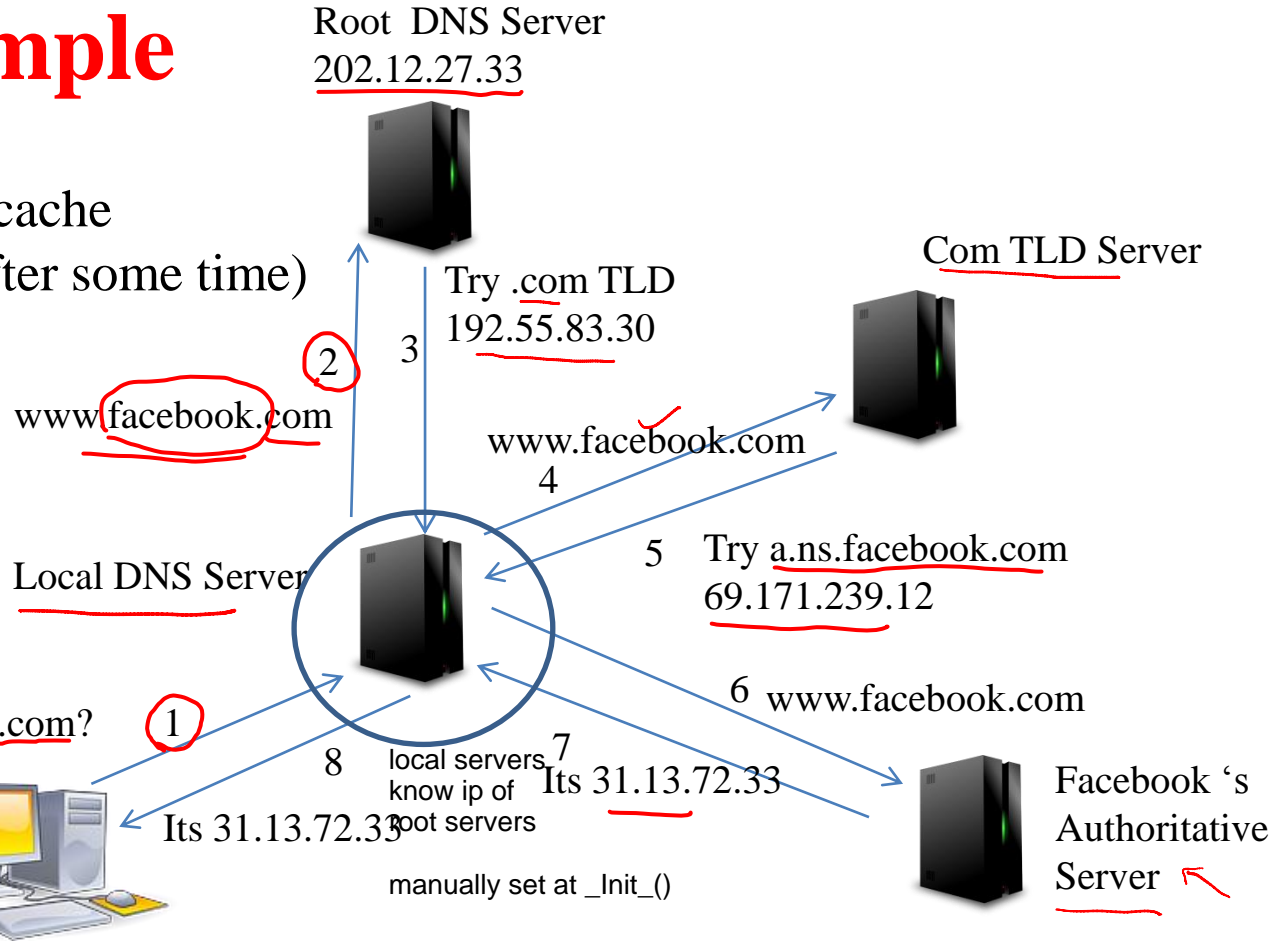 mple
Root DNS Server
202.12.27.33
cache
fter some time)
Com TLD Server
Try .com TLD
192.55.83.30
2
3
www.facebook.com
www.facebook.com
4
5
Try a.ns.facebook.com
69.171.239.12
Local DNS Server
6
www.facebook.com
.com?
1
8
7
local servers
know ip of
root servers
manually set at _Init_()
Its 31.13.72.33
Its 31.13.72.33
Facebook ‘s
Authoritative
Server